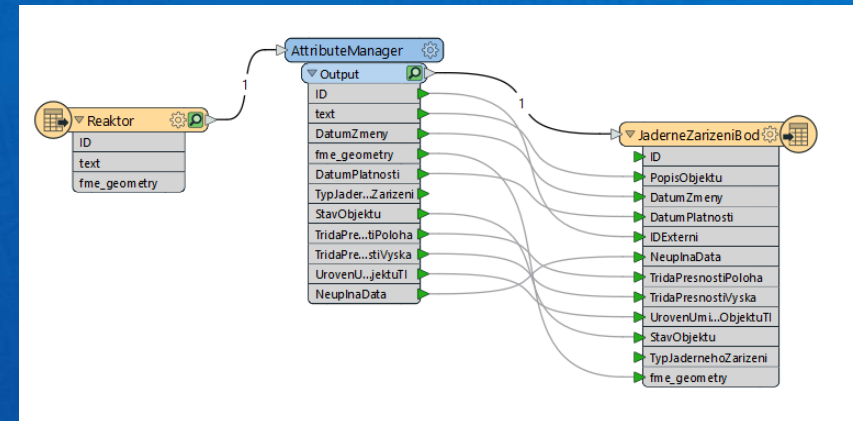 AttributeManager
Output
ID
text
DatumZmeny
fme_geometry
DatumPlatnosti
TypJader...Zarizeni
StavObjektu
TridaPre...tiPoloha
TridaPre...stiVyska
UrovenU...jektuTI
NeuplnaData
1
Reaktor
ID
text
fme_geometry
1
JaderneZarizeniBod
ID
PopisObjektu
DatumZmeny
DatumPlatnosti
IDExterni
NeuplnaData
TridaPresnostiPoloha
TridaPresnostiVyska
UrovenUmi...ObjektuTI
StavObjektu
TypJadernehoZarizeni
fme_geometry